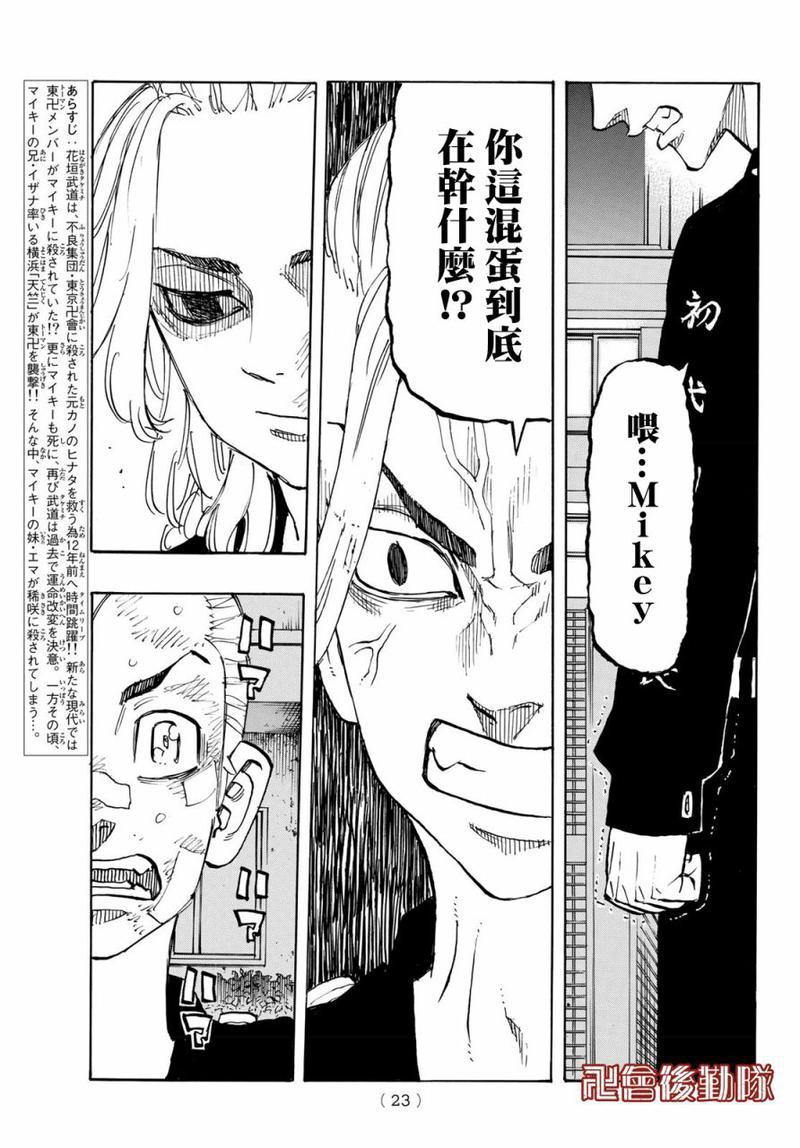 初代
喂…Mikey
你這混蛋到底
在幹什麼!?
ハァ
ハァ
ハァ
ハァ
あらすじ：花垣武道は、不良集団・東京卍會に殺された元カノのヒナタを救う為12年前へ時間跳躍!! 新たな現代では
東卍メンバーがマイキーに殺されていた!? 更にマイキーも死に、再び武道は過去で運命改変を決意。一方その頃、
マイキーの兄・イザナ率いる横浜「天竺」が東卍を襲撃!! そんな中、マイキーの妹・エマが稀咲に殺されてしまう…。
(23)
卍會後勤隊